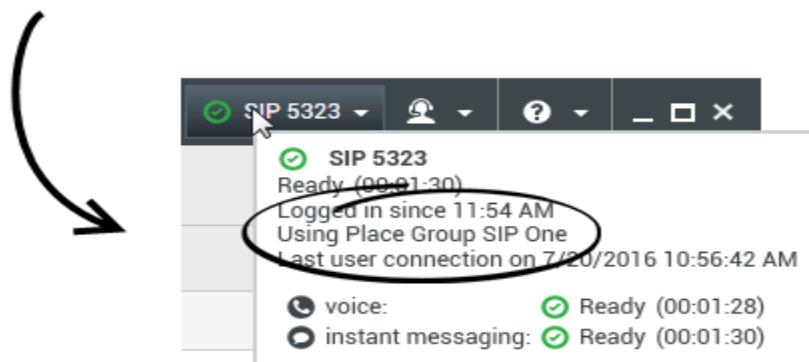 SIP 5323
SIP 5323
Ready (00:01:30)
Logged in since 11:54 AM
Using Place Group SIP One
Last user connection on 7/20/2016 10:56:42 AM
voice: Ready (00:01:28)
instant messaging: Ready (00:01:30)